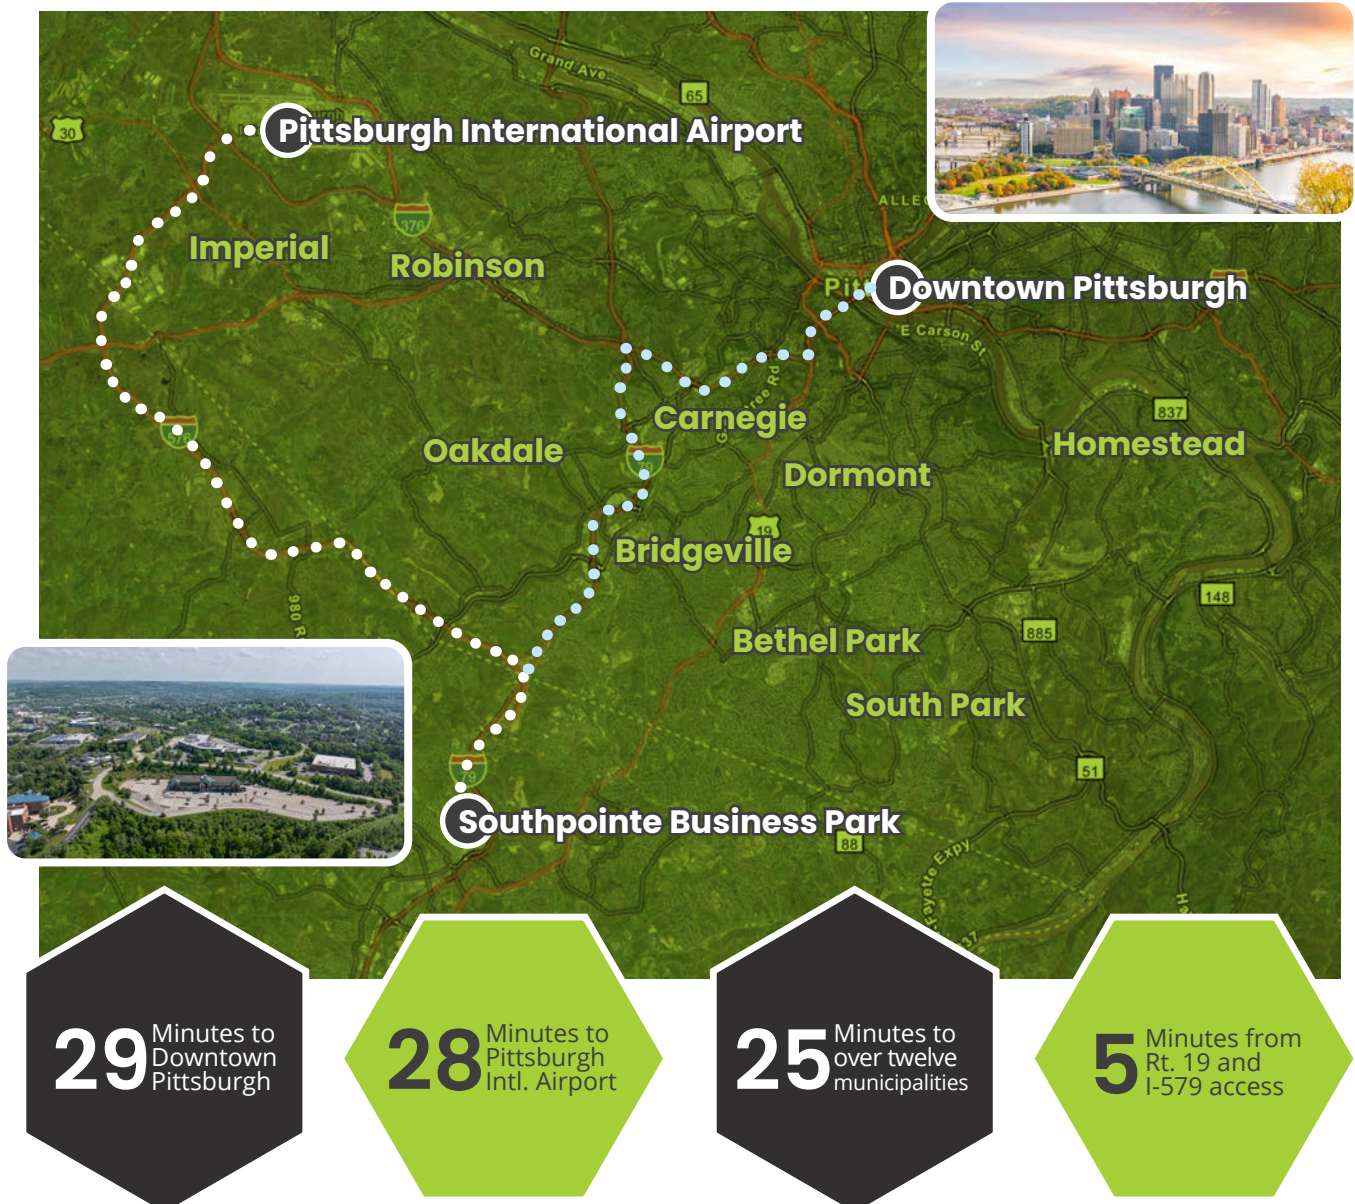 Grand Ave
65
30
Pittsburgh International Airport
376
Imperial
Robinson
Downtown Pittsburgh
E Carson St
837
Carnegie
Oakdale
Homestead
Dormont
19
Bridgeville
148
980
885
Bethel Park
South Park
51
79
Southpointe Business Park
88
Fayette Expy
29
Minutes to
Downtown
Pittsburgh
28
Minutes to
Pittsburgh
Intl. Airport
25
Minutes to
over twelve
municipalities
5
Minutes from
Rt. 19 and
I-579 access